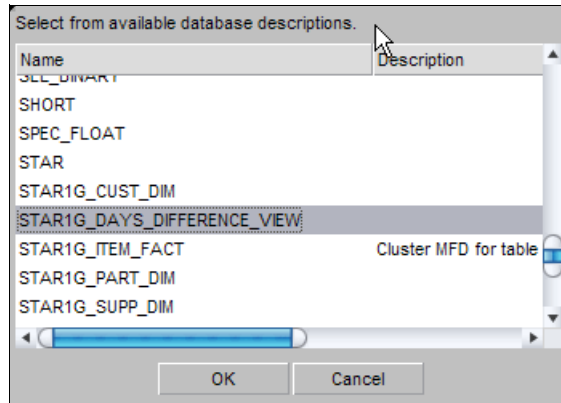 Select from available database descriptions.
Name Description
SEL_BINARY
SHORT
SPEC_FLOAT
STAR
STAR1G_CUST_DIM
STAR1G_DAYS_DIFFERENCE_VIEW
STAR1G_ITEM_FACT Cluster MFD for table
STAR1G_PART_DIM
STAR1G_SUPP_DIM
OK Cancel